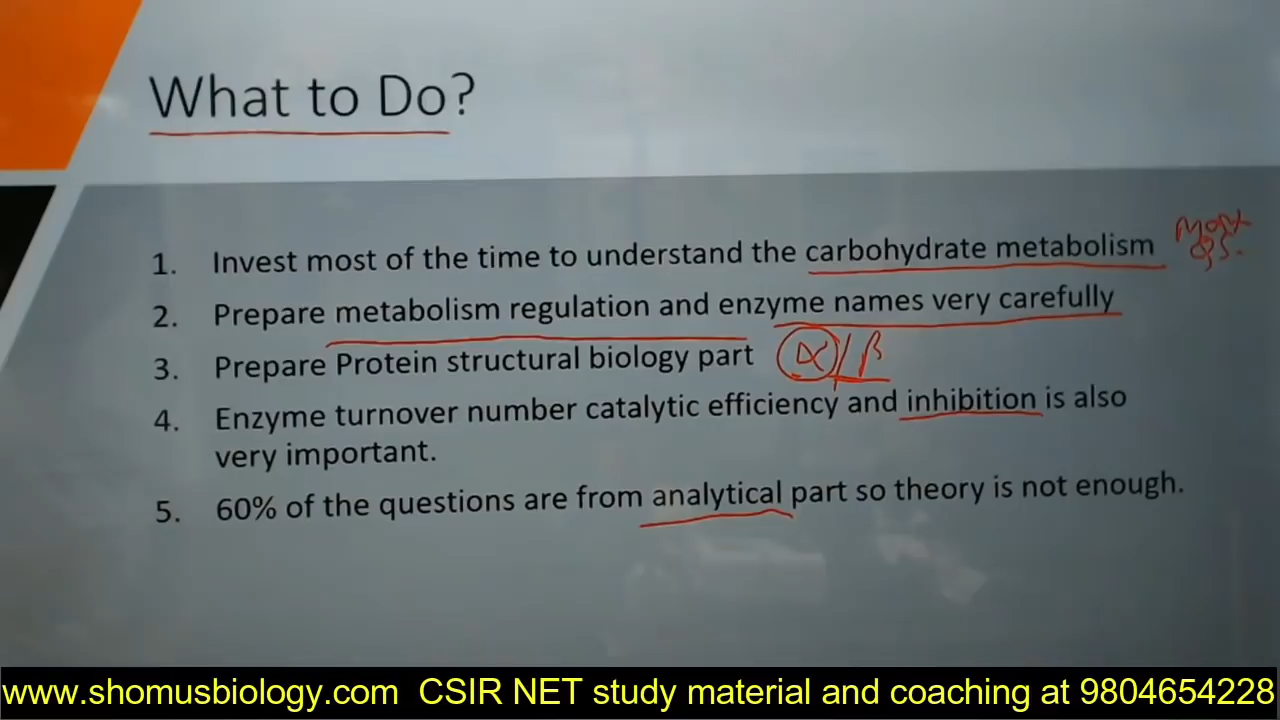 What to Do?
1. Invest most of the time to understand the carbohydrate metabolism
Most
Qs.
2. Prepare metabolism regulation and enzyme names very carefully
3. Prepare Protein structural biology part α/β
4. Enzyme turnover number catalytic efficiency and inhibition is also
very important.
5. 60% of the questions are from analytical part so theory is not enough.
www.shomusbiology.com CSIR NET study material and coaching at 9804654228